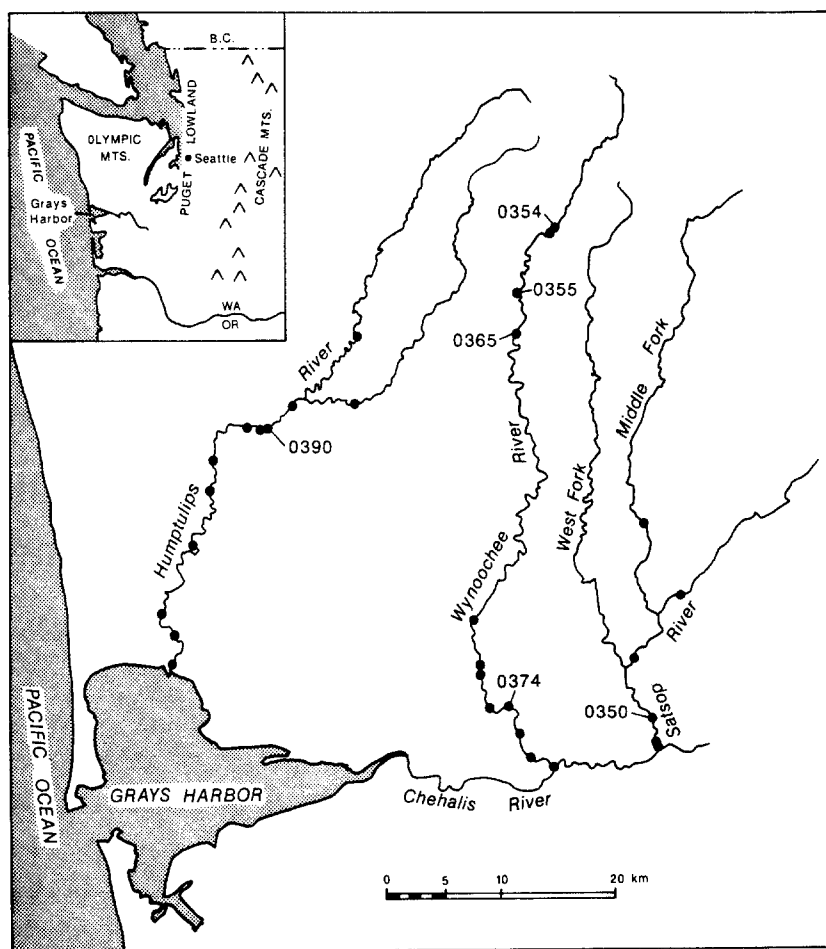 B.C.
OLYMPIC
MTS.
PUGET LOWLAND
Seattle
CASCADE MTS.
PACIFIC
OCEAN
Grays
Harbor
WA
OR
0354
0355
0365
River
0390
Humptulips
River
Wynoochee
West Fork
Middle Fork
River
Satsop
0374
0350
PACIFIC OCEAN
GRAYS HARBOR
Chehalis River
0 5 10 20 km